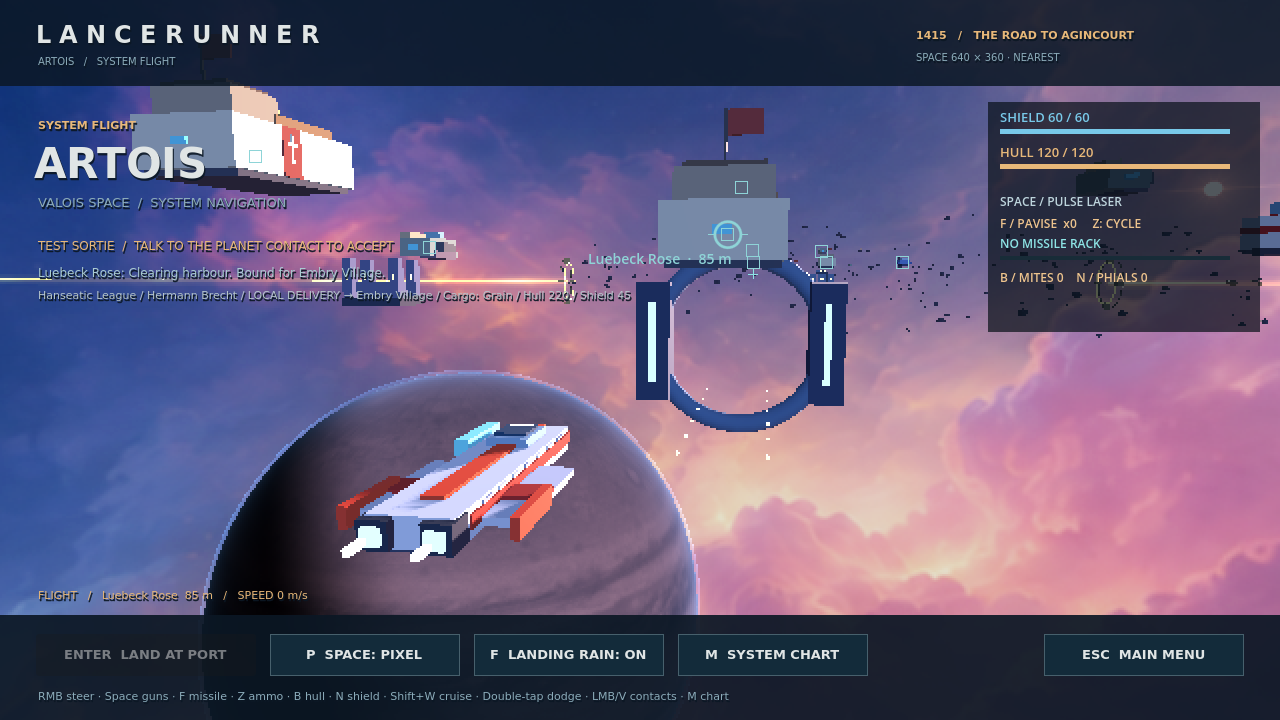 LANCERUNNER
ARTOIS / SYSTEM FLIGHT
1415 / THE ROAD TO AGINCOURT
SPACE 640 × 360 · NEAREST
SYSTEM FLIGHT
ARTOIS
VALOIS SPACE / SYSTEM NAVIGATION
TEST SORTIE / TALK TO THE PLANET CONTACT TO ACCEPT
Luebeck Rose: Clearing harbour. Bound for Embry Village.
Hanseatic League / Hermann Brecht / LOCAL DELIVERY → Embry Village / Cargo: Grain / Hull 220 / Shield 45
SHIELD 60 / 60
HULL 120 / 120
SPACE / PULSE LASER
F / PAVISE x0 Z: CYCLE
NO MISSILE RACK
B / MITES 0 N / PHIALS 0
Luebeck Rose · 85 m
FLIGHT / Luebeck Rose 85 m / SPEED 0 m/s
ENTER LAND AT PORT
P SPACE: PIXEL
F LANDING RAIN: ON
M SYSTEM CHART
ESC MAIN MENU
RMB steer · Space guns · F missile · Z ammo · B hull · N shield · Shift+W cruise · Double-tap dodge · LMB/V contacts · M chart